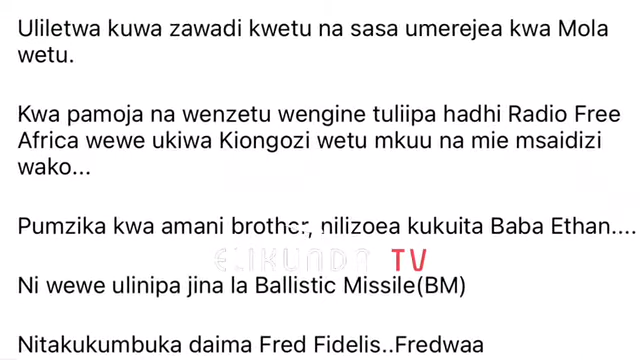 Uliletwa kuwa zawadi kwetu na sasa umerejea kwa Mola
wetu.
Kwa pamoja na wenzetu wengine tuliipa hadhi Radio Free
Africa wewe ukiwa Kiongozi wetu mkuu na mie msaidizi
wako...
Pumzika kwa amani brother, nilizoea kukuita Baba Ethan....
ELIKUNDA TV
Ni wewe ulinipa jina la Ballistic Missile(BM)
Nitakukumbuka daima Fred Fidelis..Fredwaa